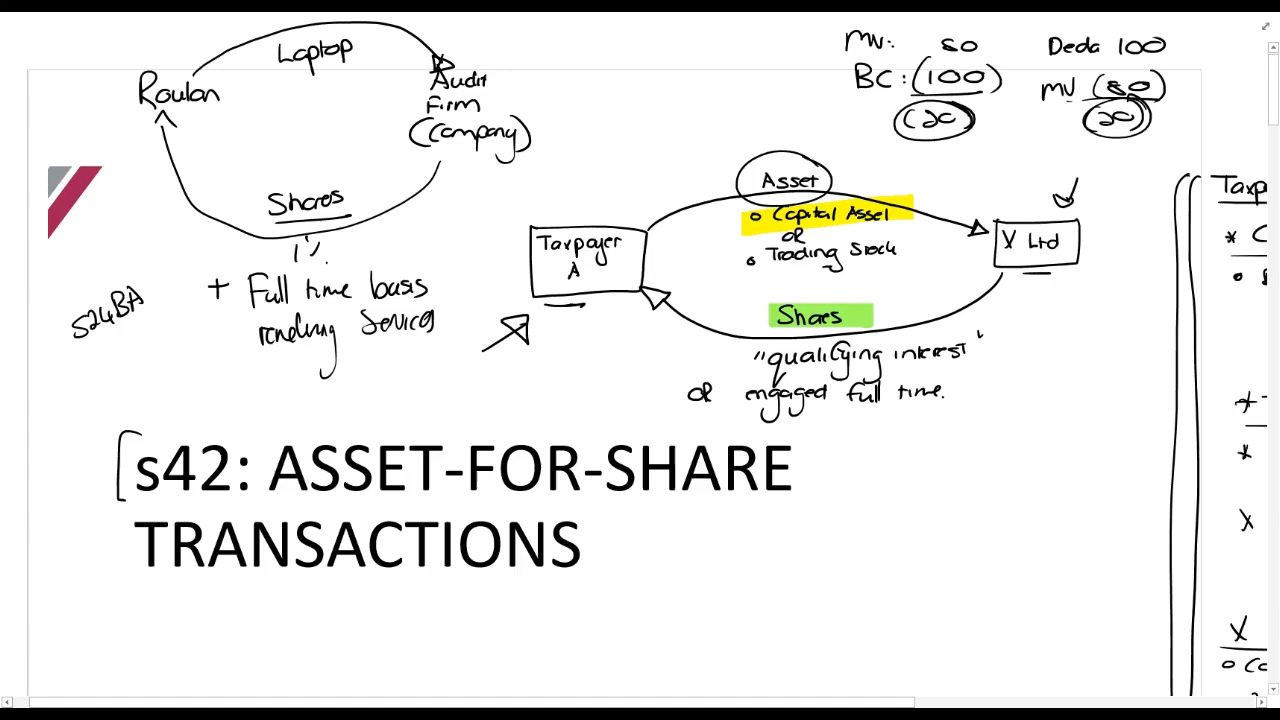 Laptop
Roulan
Audit
Firm
(Company)
Shares
1%.
+ Full time basis
rendering Services
S24BA
MV: 80
BC: (100)
(20)
Deda 100
MV (80)
20
Asset
• Capital Asset
OR
• Trading Stock
Taxpayer
A
X Ltd
Shares
"qualifying interest"
OR engaged full time.
s42: ASSET-FOR-SHARE
TRANSACTIONS
* C
*
X
X